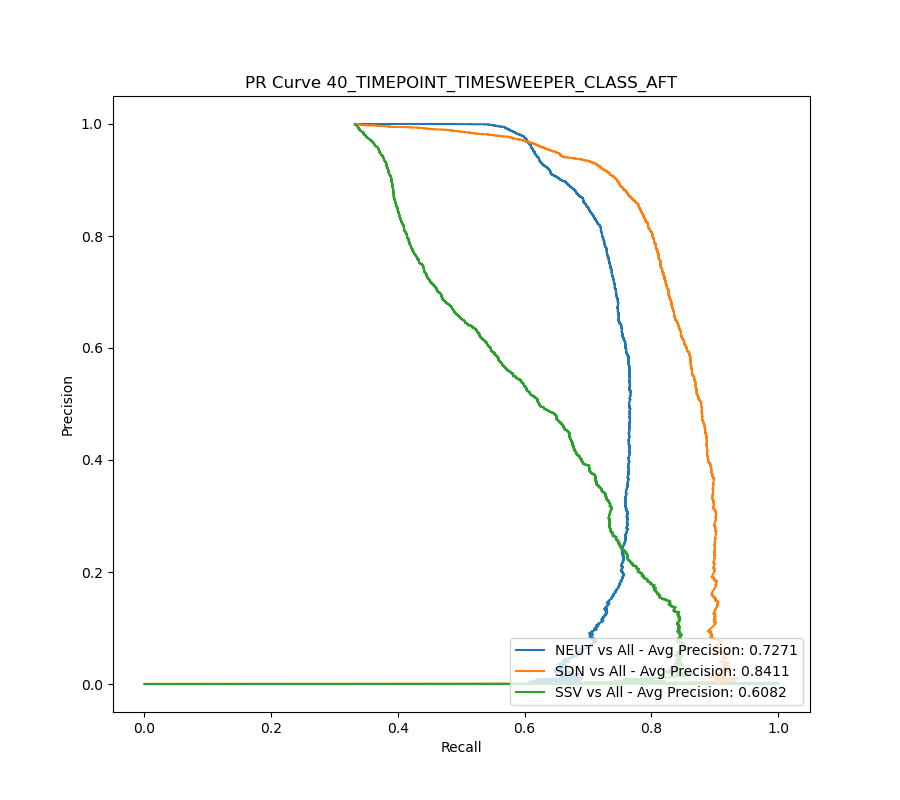 PR Curve 40_TIMEPOINT_TIMESWEEPER_CLASS_AFT
1.0
0.8
0.6
0.4
0.2
0.0
Precision
NEUT vs All - Avg Precision: 0.7271
SDN vs All - Avg Precision: 0.8411
SSV vs All - Avg Precision: 0.6082
0.0 0.2 0.4 0.6 0.8 1.0
Recall